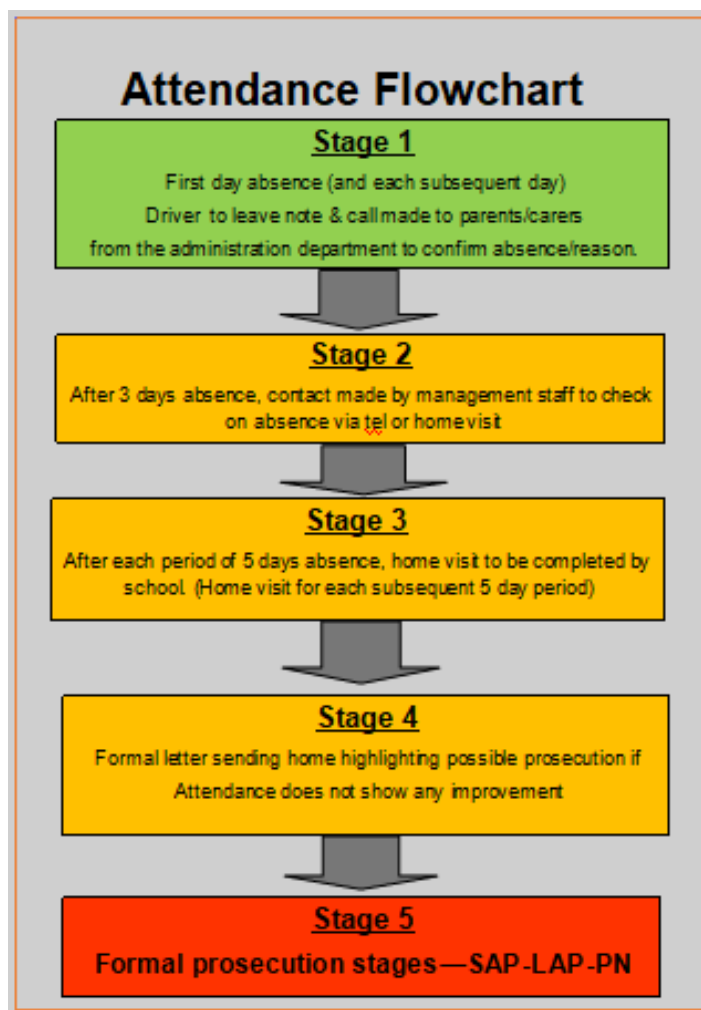 Attendance Flowchart
Stage 1
First day absence (and each subsequent day)
Driver to leave note & call made to parents/carers
from the administration department to confirm absence/reason.
Stage 2
After 3 days absence, contact made by management staff to check
on absence via tel or home visit
Stage 3
After each period of 5 days absence, home visit to be completed by
school. (Home visit for each subsequent 5 day period)
Stage 4
Formal letter sending home highlighting possible prosecution if
Attendance does not show any improvement
Stage 5
Formal prosecution stages—SAP-LAP-PN